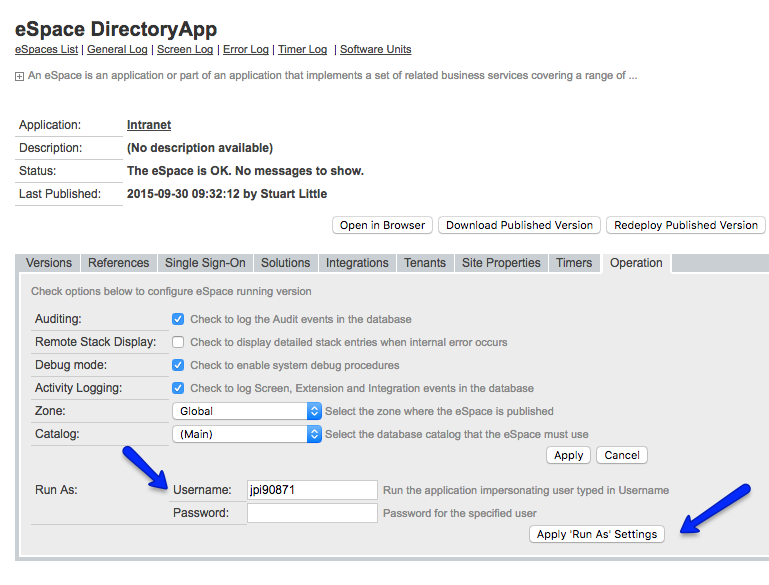 eSpace DirectoryApp
eSpaces List | General Log | Screen Log | Error Log | Timer Log | Software Units
An eSpace is an application or part of an application that implements a set of related business services covering a range of ...
Application: Intranet
Description: (No description available)
Status: The eSpace is OK. No messages to show.
Last Published: 2015-09-30 09:32:12 by Stuart Little
Open in Browser Download Published Version Redeploy Published Version
Versions References Single Sign-On Solutions Integrations Tenants Site Properties Timers Operation
Check options below to configure eSpace running version
Auditing: Check to log the Audit events in the database
Remote Stack Display: Check to display detailed stack entries when internal error occurs
Debug mode: Check to enable system debug procedures
Activity Logging: Check to log Screen, Extension and Integration events in the database
Zone: Global Select the zone where the eSpace is published
Catalog: (Main) Select the database catalog that the eSpace must use
Apply Cancel
Run As: Username: jpi90871 Run the application impersonating user typed in Username
Password: Password for the specified user
Apply 'Run As' Settings